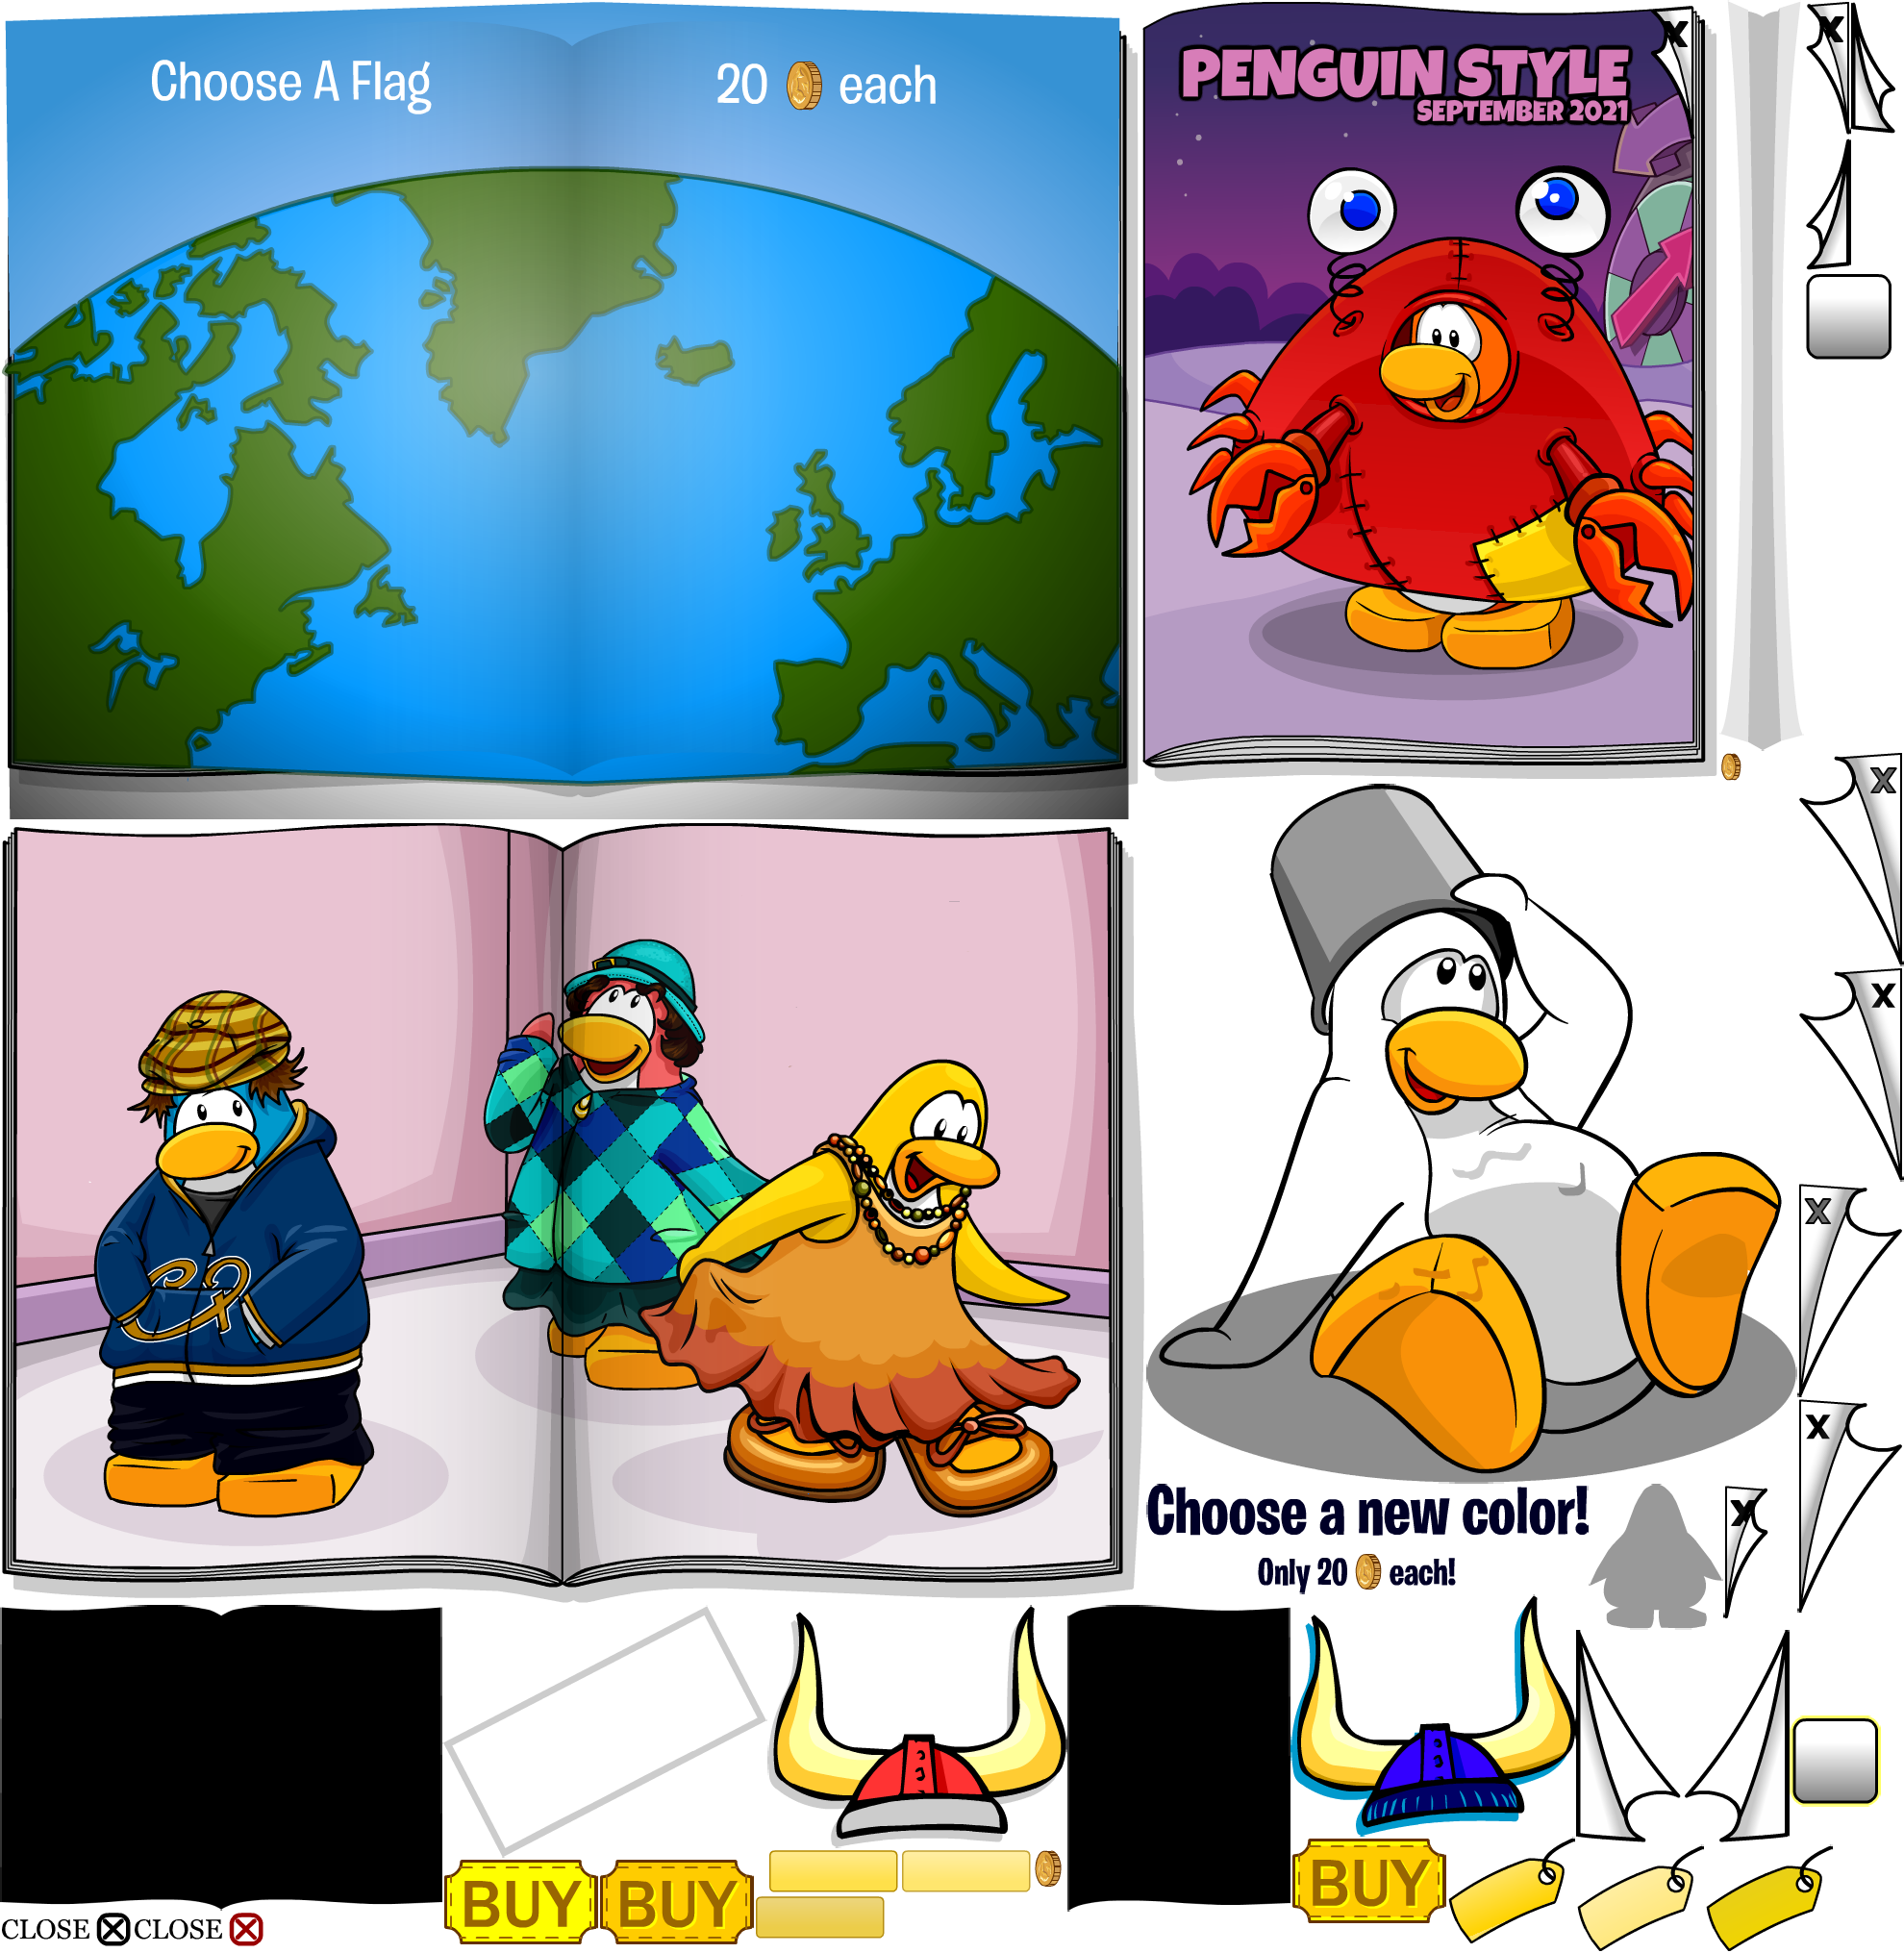 Choose A Flag
20 each
PENGUIN STYLE
SEPTEMBER 2021
X
X
X
X
X
X
Choose a new color!
Only 20 each!
X
BUY
BUY
BUY
CLOSE X CLOSE X